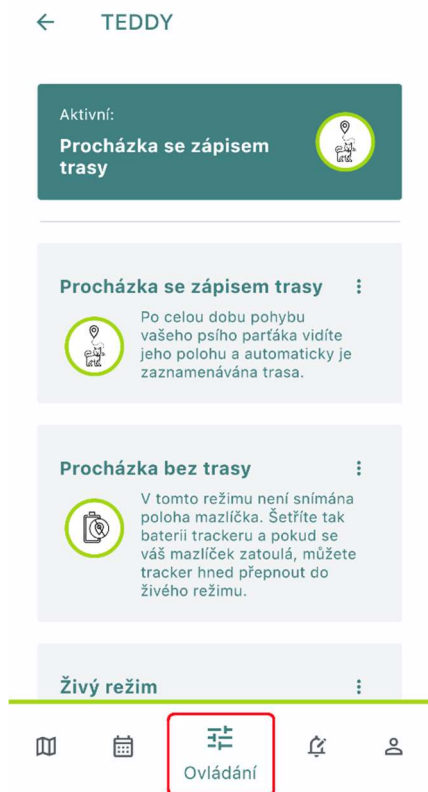 TEDDY
Aktivní:
Procházka se zápisem
trasy
Procházka se zápisem trasy
Po celou dobu pohybu
vašeho psího parťáka vidíte
jeho polohu a automaticky je
zaznamenávána trasa.
Procházka bez trasy
V tomto režimu není snímána
poloha mazlíčka. Šetříte tak
baterii trackeru a pokud se
váš mazlíček zatoulá, můžete
tracker hned přepnout do
živého režimu.
Živý režim
Ovládání